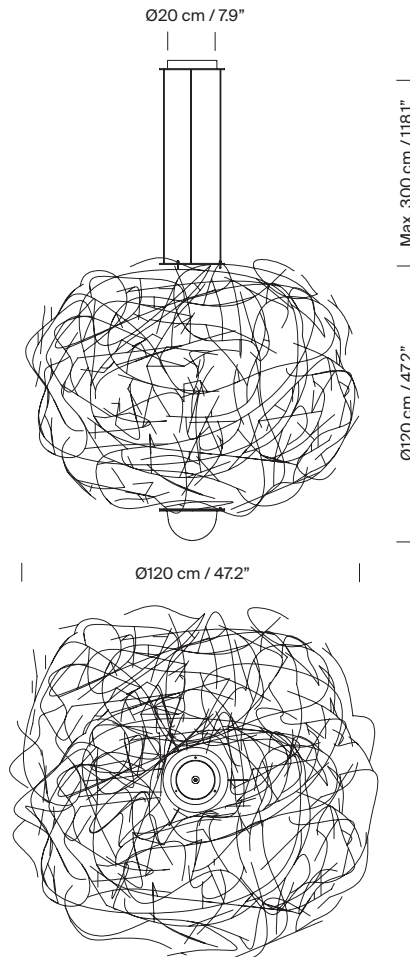 Ø20 cm / 7.9”
Max. 300 cm / 118.1”
Ø120 cm / 47.2”
Ø120 cm / 47.2”